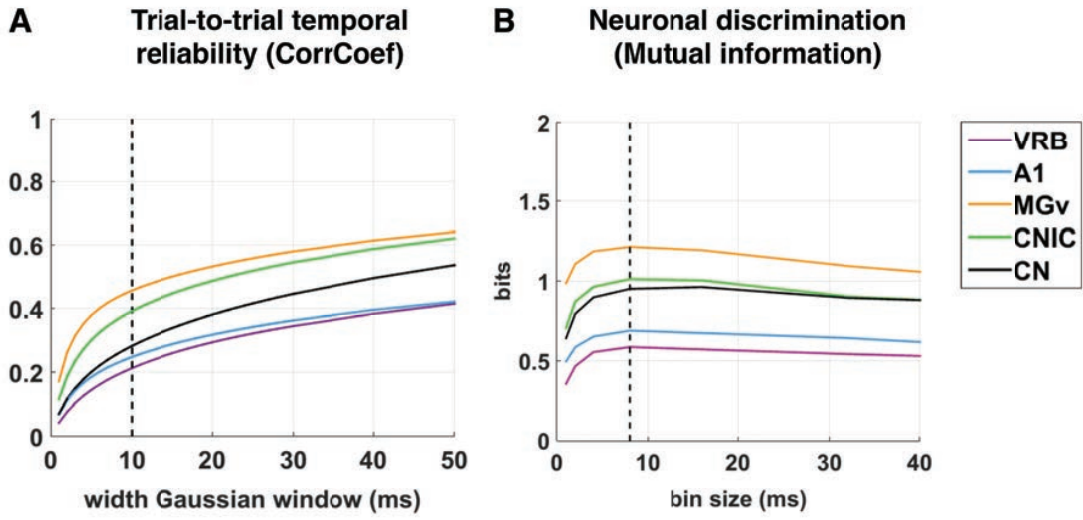 A
Trial-to-trial temporal
reliability (CorrCoef)
1
0.8
0.6
0.4
0.2
0
0
10
20
30
40
50
width Gaussian window (ms)
B
Neuronal discrimination
(Mutual information)
bits
2
1.5
1
0.5
0
0
10
20
30
40
bin size (ms)
VRB
A1
MGv
CNIC
CN